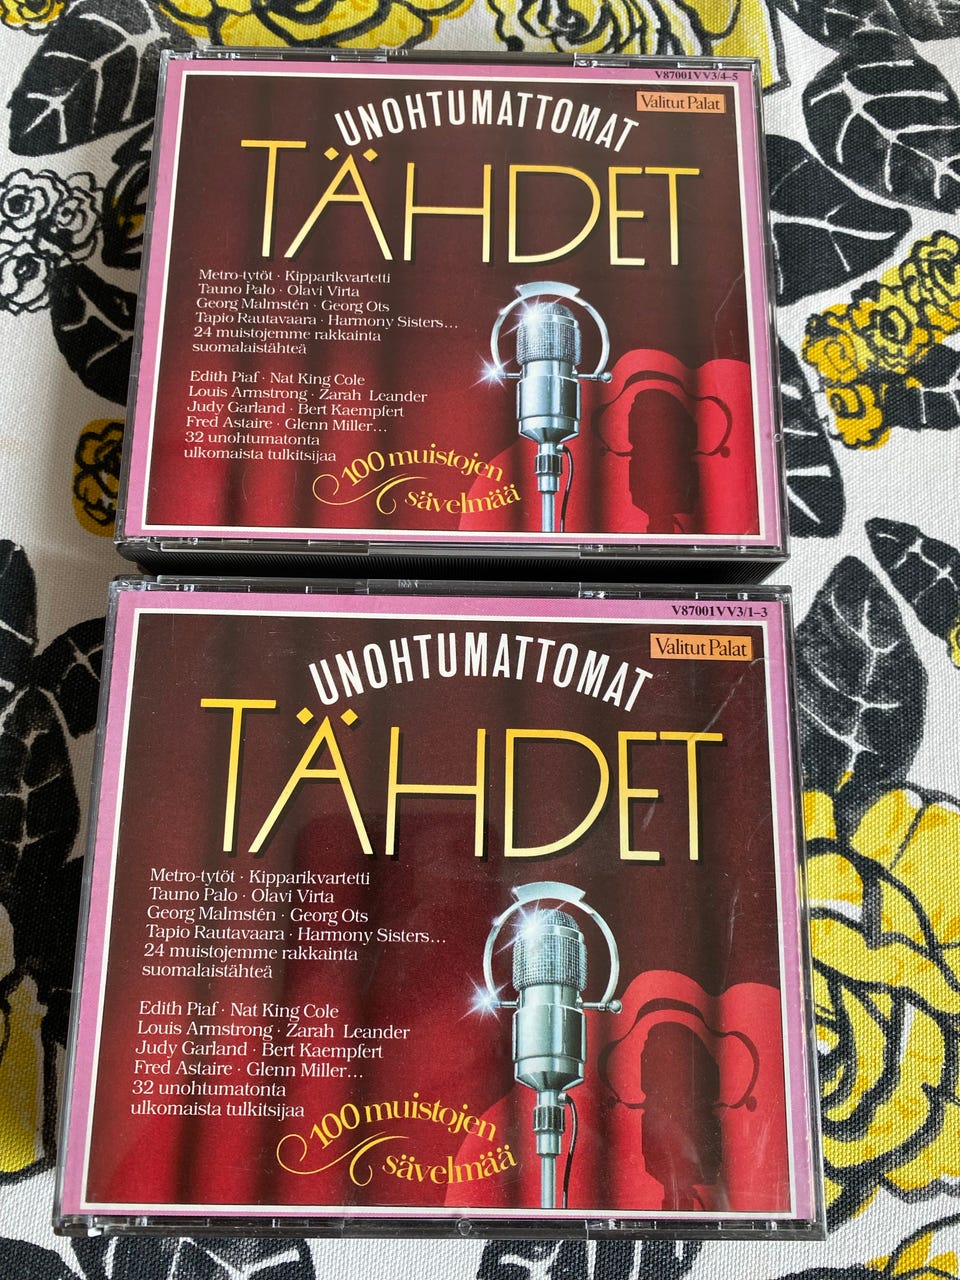 V87001VV3/4–5
Valitut Palat
UNOHTUMATTOMAT
TÄHDET
Metro-tytöt · Kipparikvartetti
Tauno Palo · Olavi Virta
Georg Malmstén · Georg Ots
Tapio Rautavaara · Harmony Sisters...
24 muistojemme rakkainta
suomalaistähteä
Edith Piaf · Nat King Cole
Louis Armstrong · Zarah Leander
Judy Garland · Bert Kaempfert
Fred Astaire · Glenn Miller...
32 unohtumatonta
ulkomaista tulkitsijaa
100 muistojen
sävelmää
V87001VV3/1–3
Valitut Palat
UNOHTUMATTOMAT
TÄHDET
Metro-tytöt · Kipparikvartetti
Tauno Palo · Olavi Virta
Georg Malmstén · Georg Ots
Tapio Rautavaara · Harmony Sisters...
24 muistojemme rakkainta
suomalaistähteä
Edith Piaf · Nat King Cole
Louis Armstrong · Zarah Leander
Judy Garland · Bert Kaempfert
Fred Astaire · Glenn Miller...
32 unohtumatonta
ulkomaista tulkitsijaa
100 muistojen
sävelmää